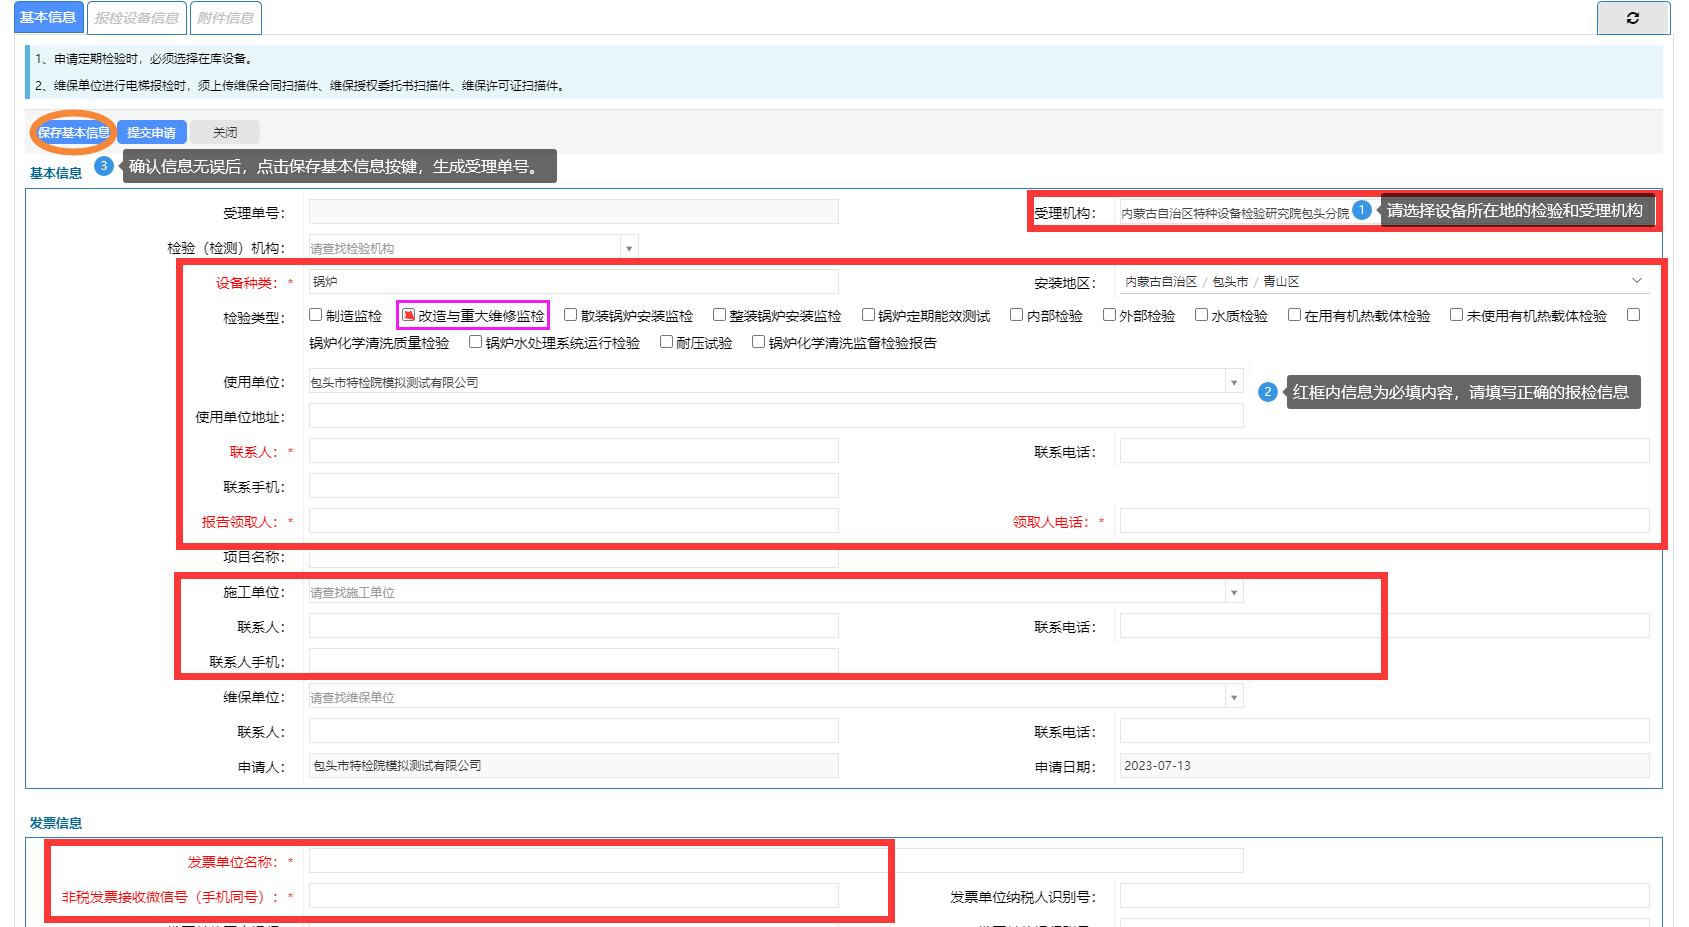 基本信息 报检设备信息 附件信息
1、申请定期检验时，必须选择在库设备。
2、维保单位进行电梯报检时，须上传维保合同扫描件、维保授权委托书扫描件、维保许可证扫描件。
保存基本信息 提交申请 关闭
基本信息 3 确认信息无误后，点击保存基本信息按键，生成受理单号。
受理单号： 受理机构： 内蒙古自治区特种设备检验研究院包头分院 1 请选择设备所在地的检验和受理机构
检验（检测）机构： 请查找检验机构
设备种类：* 锅炉 安装地区： 内蒙古自治区 / 包头市 / 青山区
检验类型： 制造监检 改造与重大维修监检 散装锅炉安装监检 整装锅炉安装监检 锅炉定期能效测试 内部检验 外部检验 水质检验 在用有机热载体检验 未使用有机热载体检验
锅炉化学清洗质量检验 锅炉水处理系统运行检验 耐压试验 锅炉化学清洗监督检验报告
使用单位： 包头市特检院模拟测试有限公司 2 红框内信息为必填内容，请填写正确的报检信息
使用单位地址：
联系人：* 联系电话：
联系手机：
报告领取人：* 领取人电话：*
项目名称：
施工单位： 请查找施工单位
联系人： 联系电话：
联系人手机：
维保单位： 请查找维保单位
联系人： 联系电话：
申请人： 包头市特检院模拟测试有限公司 申请日期： 2023-07-13
发票信息
发票单位名称：*
非税发票接收微信号（手机同号）：* 发票单位纳税人识别号：